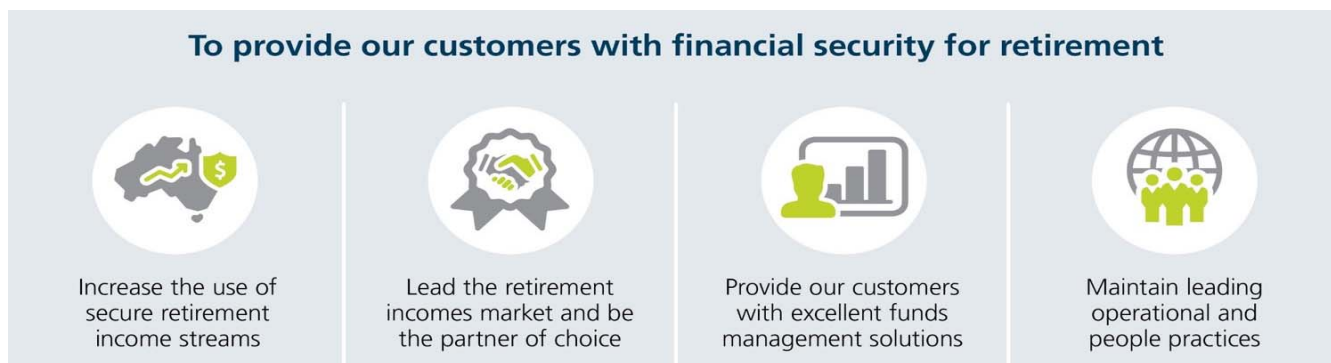 To provide our customers with financial security for retirement
$
Increase the use of
secure retirement
income streams
Lead the retirement
incomes market and be
the partner of choice
Provide our customers
with excellent funds
management solutions
Maintain leading
operational and
people practices